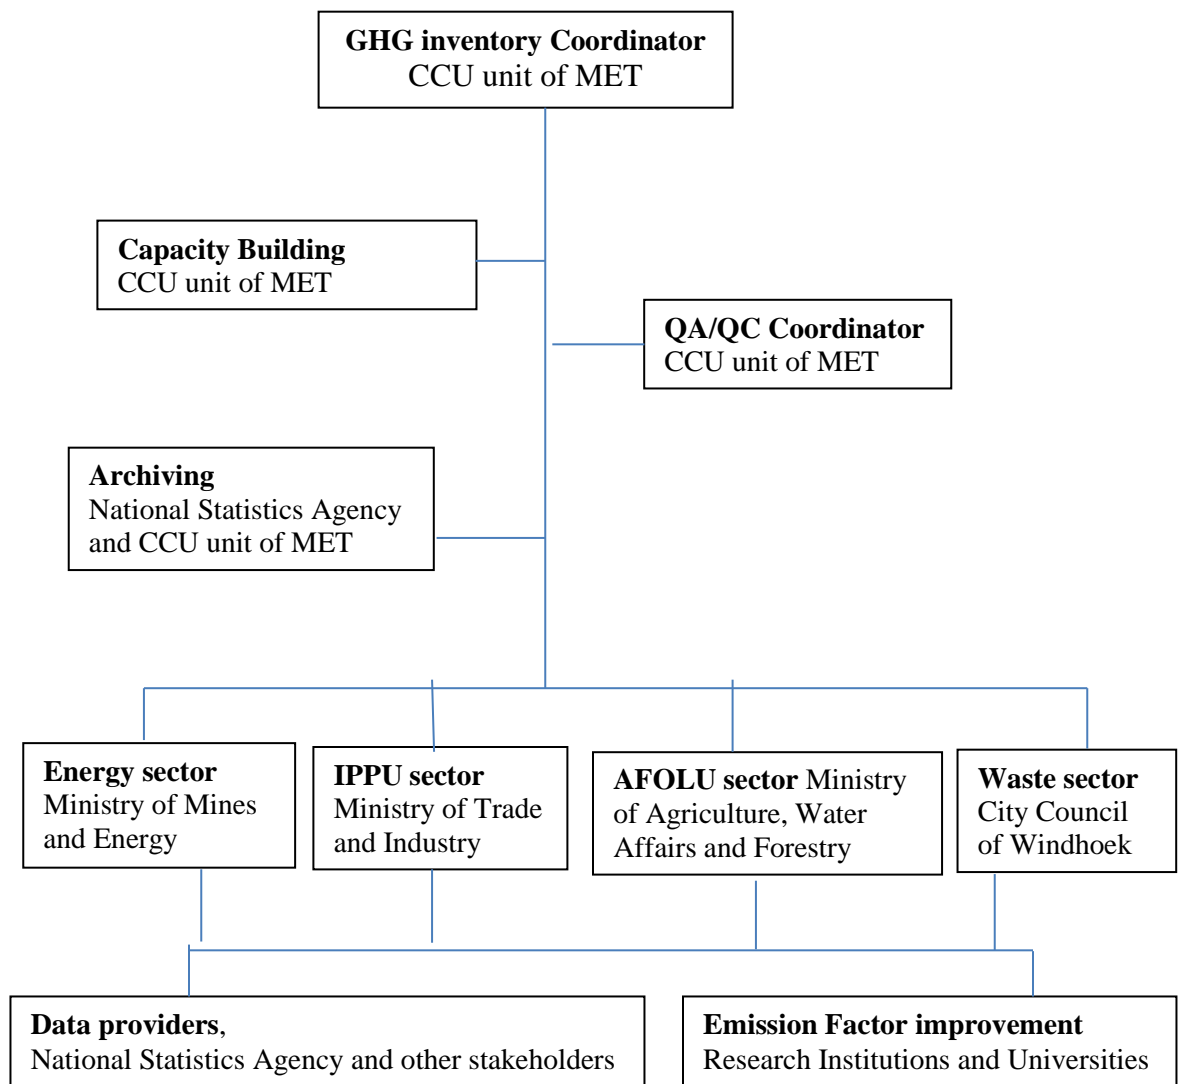 GHG inventory Coordinator
CCU unit of MET
Capacity Building
CCU unit of MET
QA/QC Coordinator
CCU unit of MET
Archiving
National Statistics Agency
and CCU unit of MET
Energy sector
Ministry of Mines
and Energy
IPPU sector
Ministry of Trade
and Industry
AFOLU sector Ministry
of Agriculture, Water
Affairs and Forestry
Waste sector
City Council
of Windhoek
Data providers,
National Statistics Agency and other stakeholders
Emission Factor improvement
Research Institutions and Universities